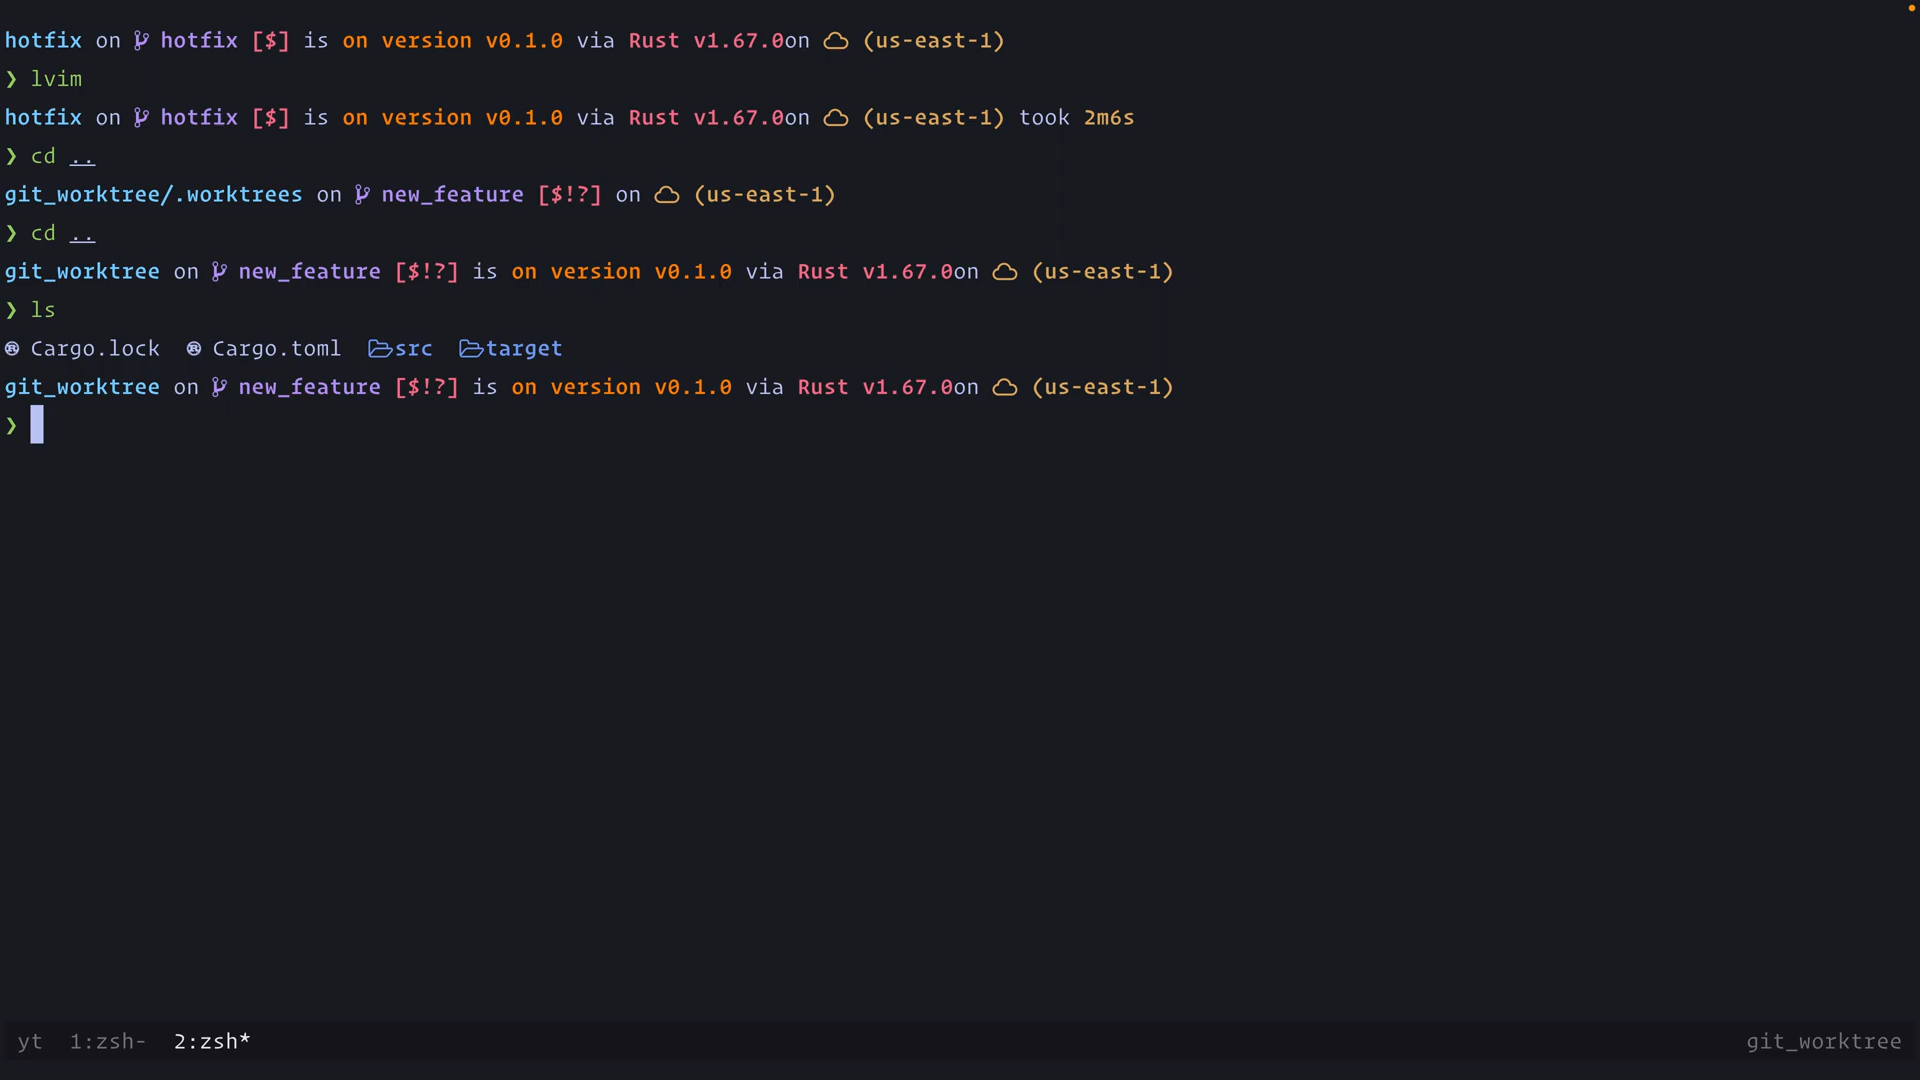 hotfix on hotfix [$] is on version v0.1.0 via Rust v1.67.0on (us-east-1)
❯ lvim
hotfix on hotfix [$] is on version v0.1.0 via Rust v1.67.0on (us-east-1) took 2m6s
❯ cd ..
git_worktree/.worktrees on new_feature [$!?] on (us-east-1)
❯ cd ..
git_worktree on new_feature [$!?] is on version v0.1.0 via Rust v1.67.0on (us-east-1)
❯ ls
Cargo.lock Cargo.toml src target
git_worktree on new_feature [$!?] is on version v0.1.0 via Rust v1.67.0on (us-east-1)
❯
yt 1:zsh- 2:zsh* git_worktree